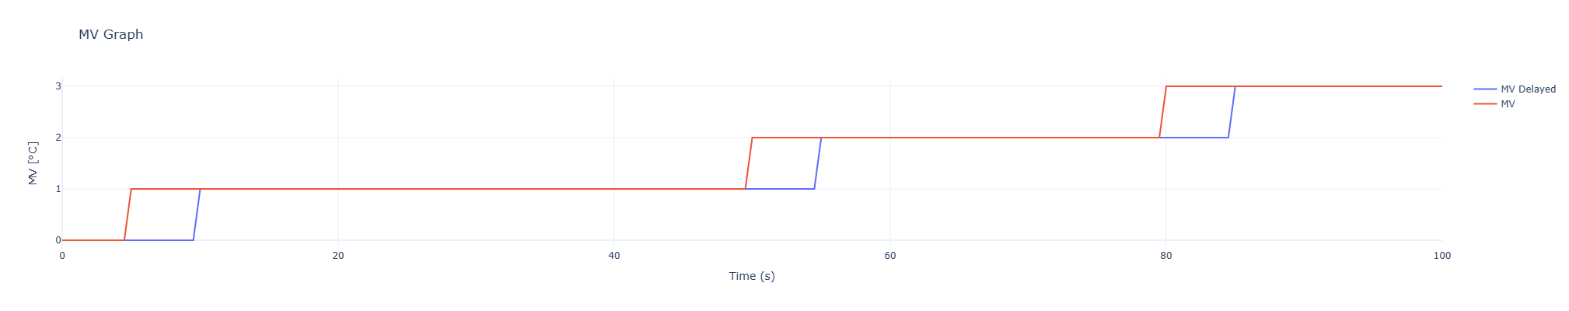 MV Graph
3
2
1
0
MV [°C]
0 20 40 60 80 100
Time (s)
MV Delayed
MV